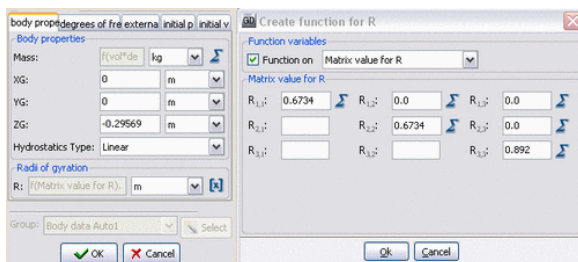 body prope degrees of fre externa initial p initial v
Body properties
Mass: f(vol*de kg Σ
XG: 0 m
YG: 0 m
ZG: -0.29569 m
Hydrostatics Type: Linear
Radii of gyration
R: f(Matrix value for R). m [x]
Group: Body data Auto1 Select
OK Cancel
GD Create function for R
Function variables
Function on Matrix value for R
Matrix value for R
R1,1: 0.6734 Σ R1,2: 0.0 Σ R1,3: 0.0 Σ
R2,1: R2,2: 0.6734 Σ R2,3: 0.0 Σ
R3,1: R3,2: R3,3: 0.892 Σ
Ok Cancel